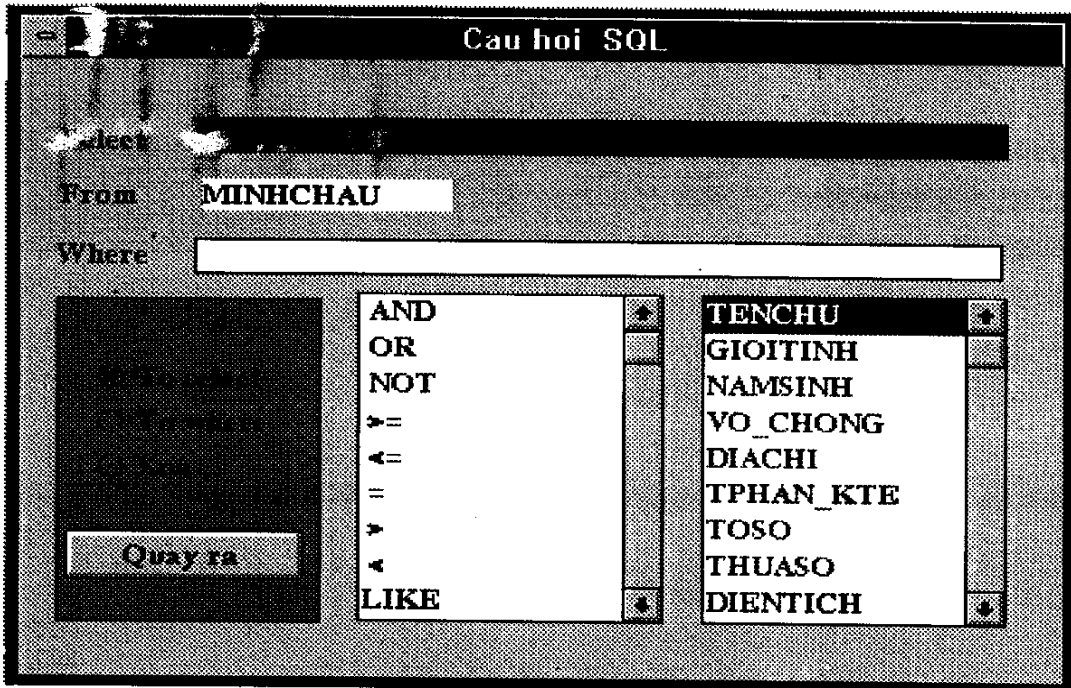 Cau hoi SQL
From MINHCHAU
Where
AND
OR
NOT
>=
<=
=
>
<
LIKE
TENCHU
GIOITINH
NAMSINH
VO_CHONG
DIACHI
TPHAN_KTE
TOSO
THUASO
DIENTICH
Quay ra